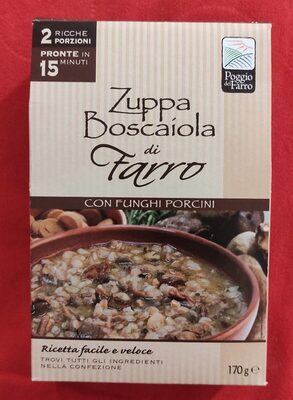 2 RICCHE PORZIONI
PRONTE IN
15 MINUTI
Poggio
del Farro
Zuppa
Boscaiola
di
Farro
CON FUNGHI PORCINI
Ricetta facile e veloce
TROVI TUTTI GLI INGREDIENTI
NELLA CONFEZIONE
170 g e